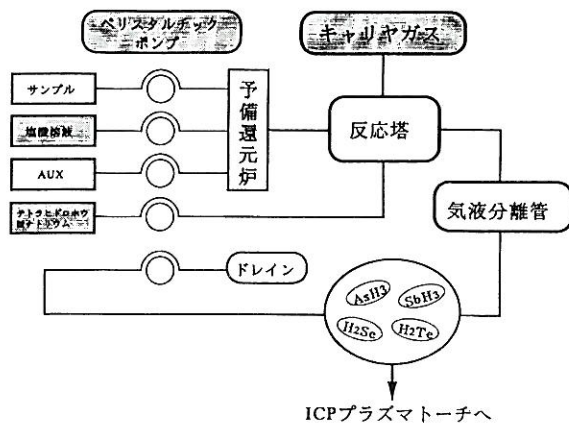 ペリスタルチック
ポンプ
キャリヤガス
サンプル
塩酸溶液
AUX
テトラヒドロホウ
酸ナトリウム
予備還元炉
反応塔
気液分離管
ドレイン
AsH3
SbH3
H2Se
H2Te
ICPプラズマトーチへ